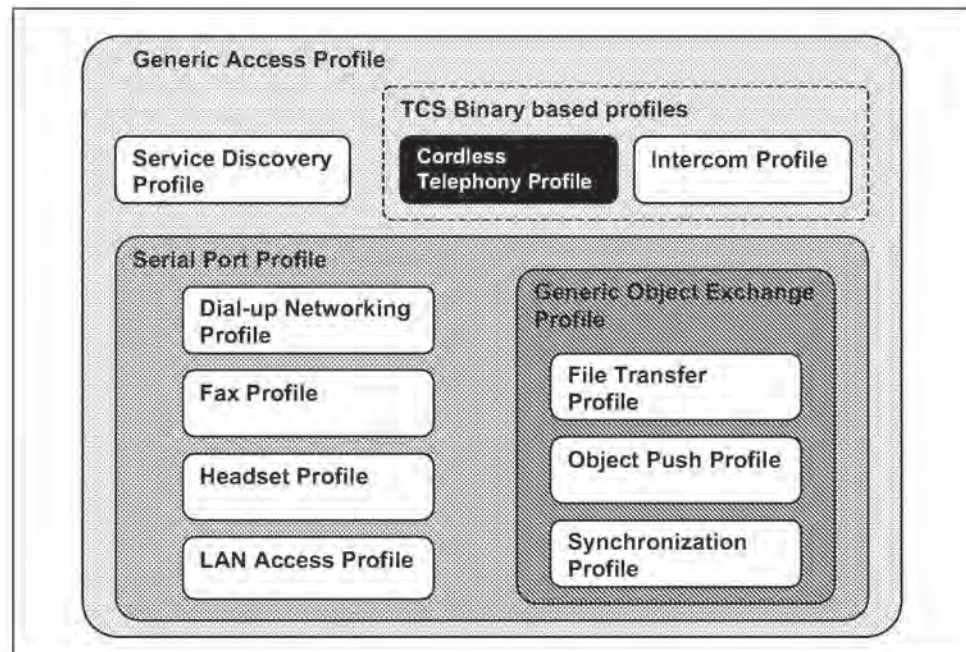 Generic Access Profile
TCS Binary based profiles
Service Discovery
Profile
Cordless
Telephony Profile
Intercom Profile
Serial Port Profile
Dial-up Networking
Profile
Fax Profile
Headset Profile
LAN Access Profile
Generic Object Exchange
Profile
File Transfer
Profile
Object Push Profile
Synchronization
Profile